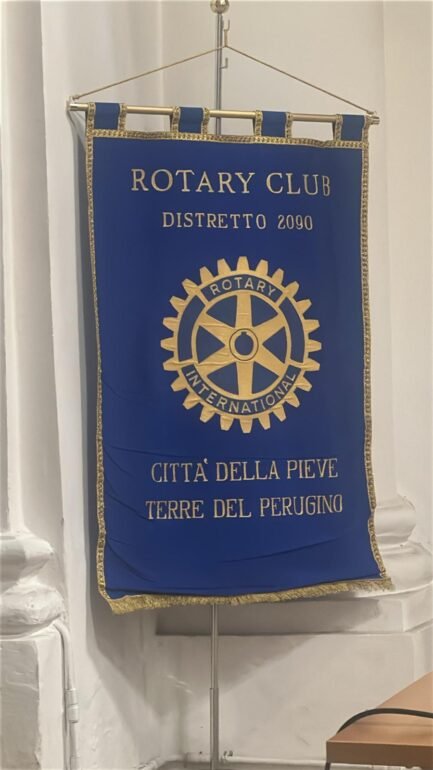 ROTARY CLUB
DISTRETTO 2090
ROTARY
INTERNATIONAL
CITTA' DELLA PIEVE
TERRE DEL PERUGINO